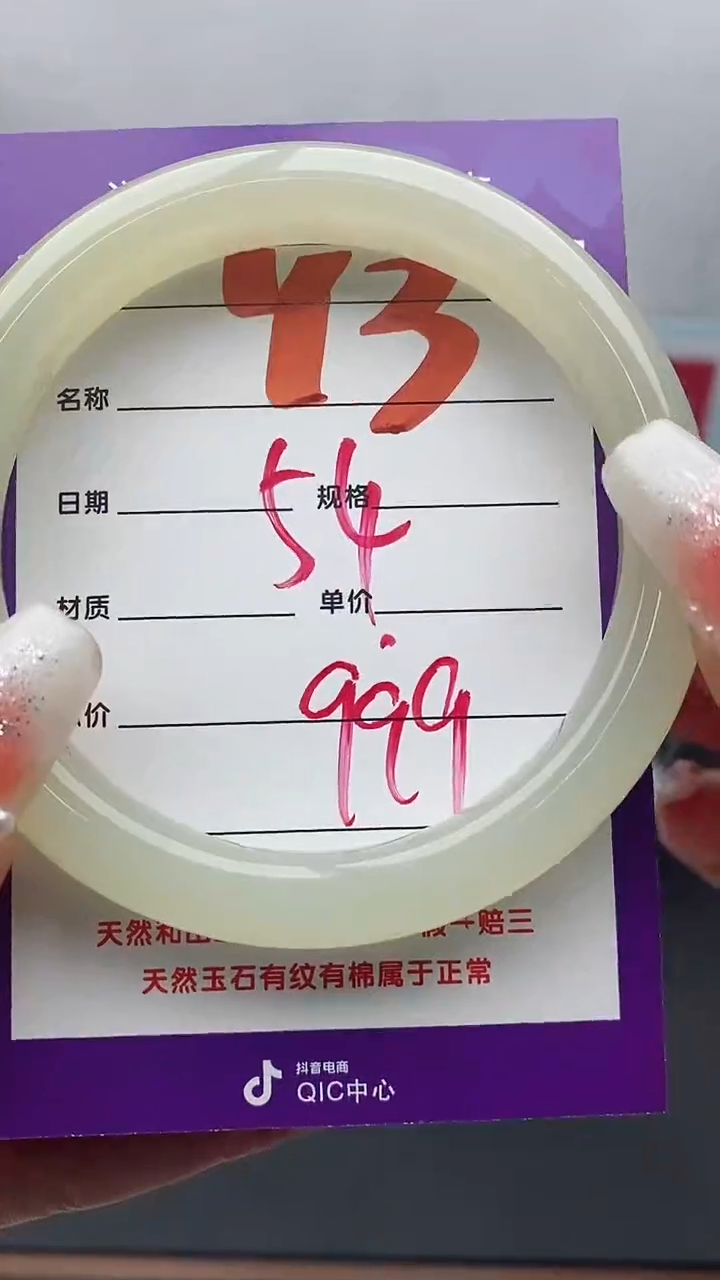 43
名称
54
日期 规格
材质 单价
999
价
天然和田 假一赔三
天然玉石有纹有棉属于正常
抖音电商
QIC中心